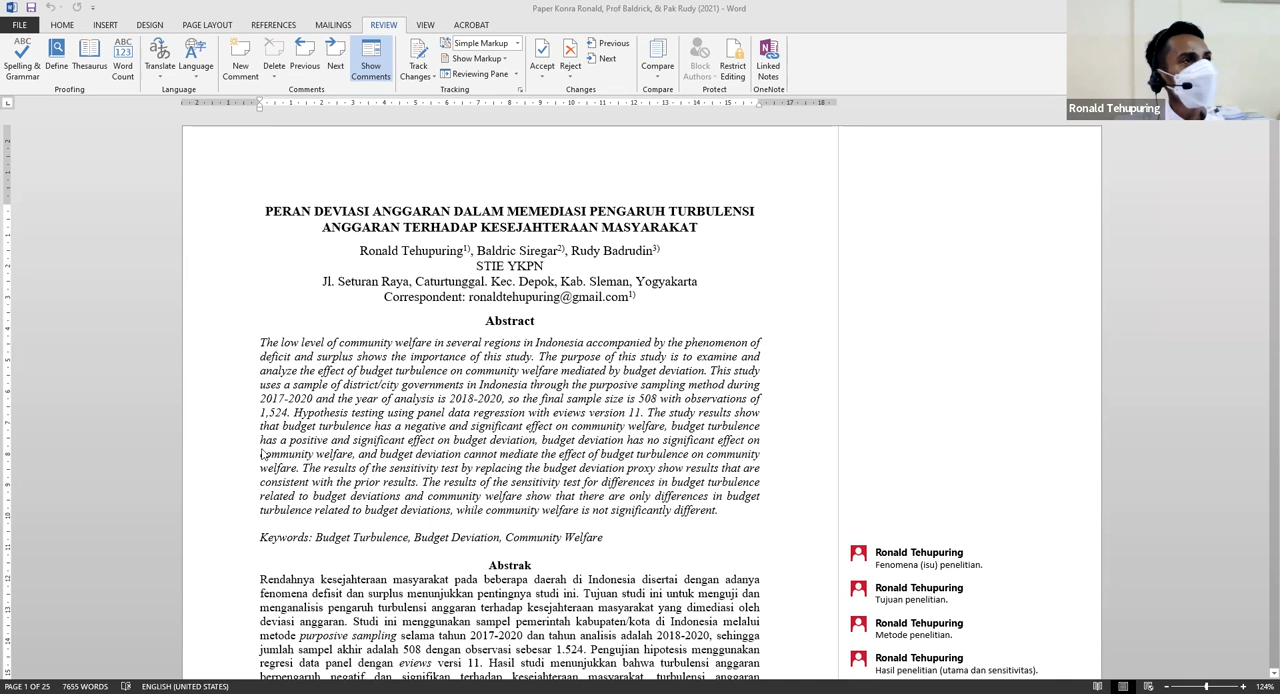 Paper Konra Ronald, Prof Baldrick, & Pak Rudy (2021) - Word
FILE HOME INSERT DESIGN PAGE LAYOUT REFERENCES MAILINGS REVIEW VIEW ACROBAT
ABC Spelling & Grammar
Define
Thesaurus
ABC 123 Word Count
Translate
Language
New Comment
Delete
Previous
Next
Show Comments
Track Changes
Simple Markup
Show Markup
Reviewing Pane
Accept
Reject
Previous
Next
Compare
Block Authors
Restrict Editing
Linked Notes
Proofing Language Comments Tracking Changes Compare Protect OneNote
Ronald Tehupuring
PERAN DEVIASI ANGGARAN DALAM MEMEDIASI PENGARUH TURBULENSI
ANGGARAN TERHADAP KESEJAHTERAAN MASYARAKAT
Ronald Tehupuring1), Baldric Siregar2), Rudy Badrudin3)
STIE YKPN
Jl. Seturan Raya, Caturtunggal. Kec. Depok, Kab. Sleman, Yogyakarta
Correspondent: ronaldtehupuring@gmail.com1)
Abstract
The low level of community welfare in several regions in Indonesia accompanied by the phenomenon of
deficit and surplus shows the importance of this study. The purpose of this study is to examine and
analyze the effect of budget turbulence on community welfare mediated by budget deviation. This study
uses a sample of district/city governments in Indonesia through the purposive sampling method during
2017-2020 and the year of analysis is 2018-2020, so the final sample size is 508 with observations of
1,524. Hypothesis testing using panel data regression with eviews version 11. The study results show
that budget turbulence has a negative and significant effect on community welfare, budget turbulence
has a positive and significant effect on budget deviation, budget deviation has no significant effect on
community welfare, and budget deviation cannot mediate the effect of budget turbulence on community
welfare. The results of the sensitivity test by replacing the budget deviation proxy show results that are
consistent with the prior results. The results of the sensitivity test for differences in budget turbulence
related to budget deviations and community welfare show that there are only differences in budget
turbulence related to budget deviations, while community welfare is not significantly different.
Keywords: Budget Turbulence, Budget Deviation, Community Welfare
Abstrak
Rendahnya kesejahteraan masyarakat pada beberapa daerah di Indonesia disertai dengan adanya
fenomena defisit dan surplus menunjukkan pentingnya studi ini. Tujuan studi ini untuk menguji dan
menganalisis pengaruh turbulensi anggaran terhadap kesejahteraan masyarakat yang dimediasi oleh
deviasi anggaran. Studi ini menggunakan sampel pemerintah kabupaten/kota di Indonesia melalui
metode purposive sampling selama tahun 2017-2020 dan tahun analisis adalah 2018-2020, sehingga
jumlah sampel akhir adalah 508 dengan observasi sebesar 1.524. Pengujian hipotesis menggunakan
regresi data panel dengan eviews versi 11. Hasil studi menunjukkan bahwa turbulensi anggaran
berpengaruh negatif dan signifikan terhadap kesejahteraan masyarakat, turbulensi anggaran
Ronald Tehupuring
Fenomena (isu) penelitian.
Ronald Tehupuring
Tujuan penelitian.
Ronald Tehupuring
Metode penelitian.
Ronald Tehupuring
Hasil penelitian (utama dan sensitivitas).
PAGE 1 OF 25 7655 WORDS ENGLISH (UNITED STATES) 124%